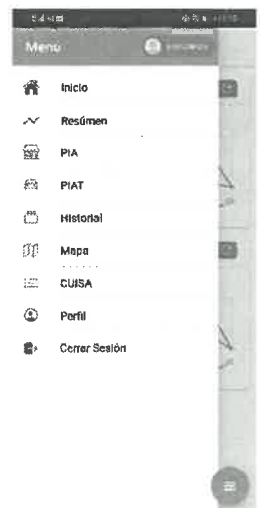 Menú
Inicio
Resúmen
PIA
PIAT
Historial
Mapa
CUISA
Perfil
Cerrar Sesión